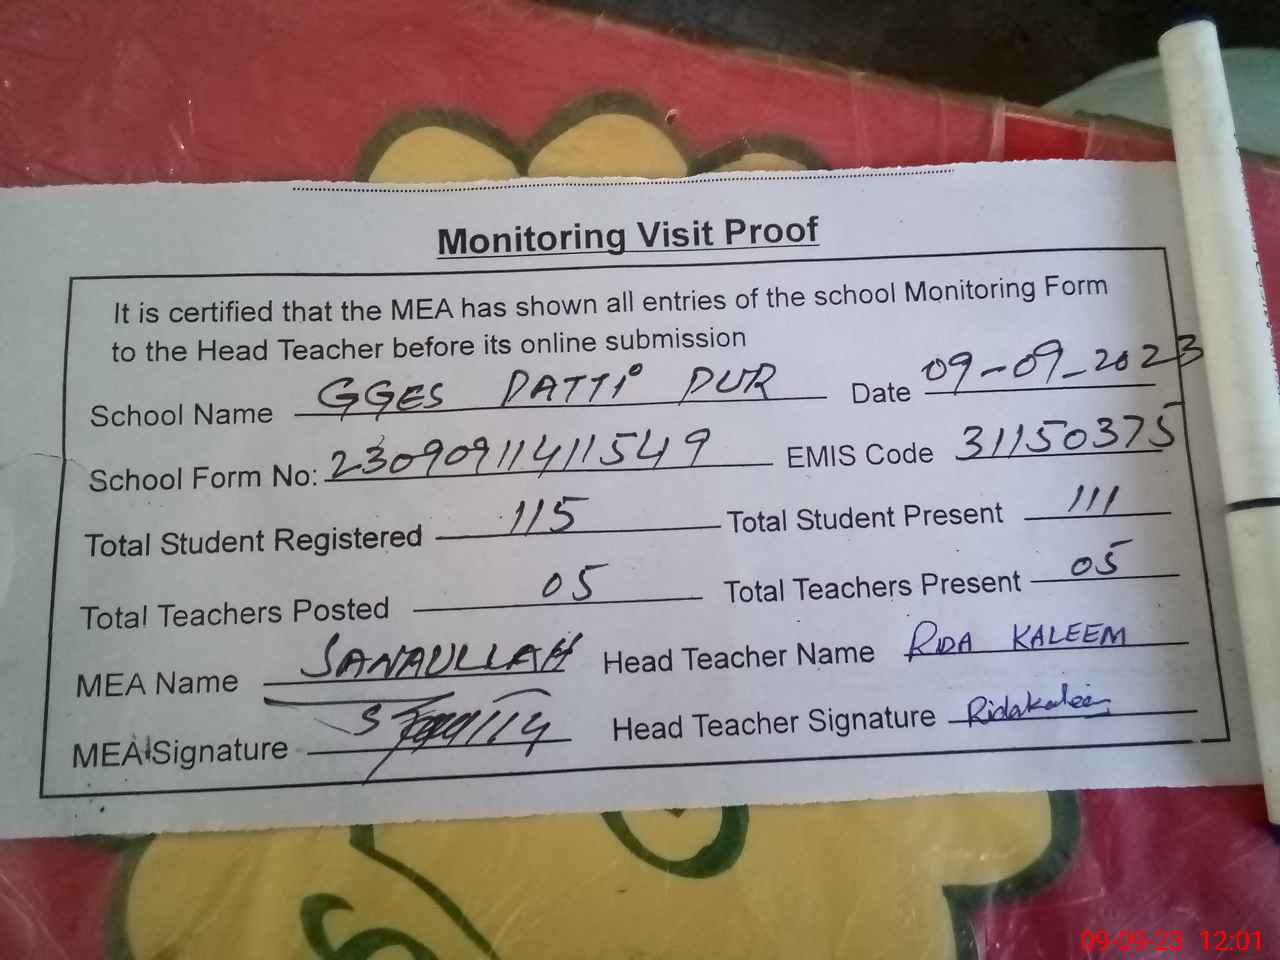 Monitoring Visit Proof
It is certified that the MEA has shown all entries of the school Monitoring Form
to the Head Teacher before its online submission
School Name GGES PATTI PUR Date 09-09-2023
School Form No: 23090911411549 EMIS Code 31150375
Total Student Registered 115 Total Student Present 111
Total Teachers Posted 05 Total Teachers Present 05
MEA Name SANAULLAH Head Teacher Name RIDA KALEEM
MEA Signature Head Teacher Signature Ridakaleem
09-09-23 12:01